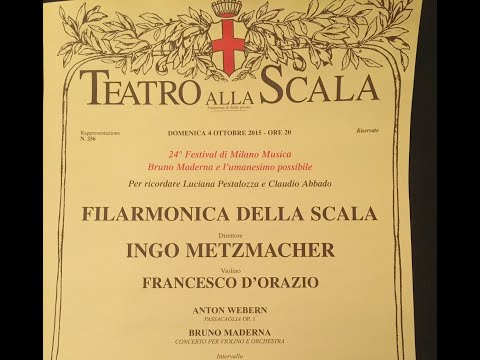 TEATRO ALLA SCALA
Rappresentazione
N. 256
DOMENICA 4 OTTOBRE 2015 - ORE 20
Riservato
24° Festival di Milano Musica
Bruno Maderna e l'umanesimo possibile
Per ricordare Luciana Pestalozza e Claudio Abbado
FILARMONICA DELLA SCALA
Direttore
INGO METZMACHER
Violino
FRANCESCO D'ORAZIO
ANTON WEBERN
PASSACAGLIA OP. 1
BRUNO MADERNA
CONCERTO PER VIOLINO E ORCHESTRA
Intervallo